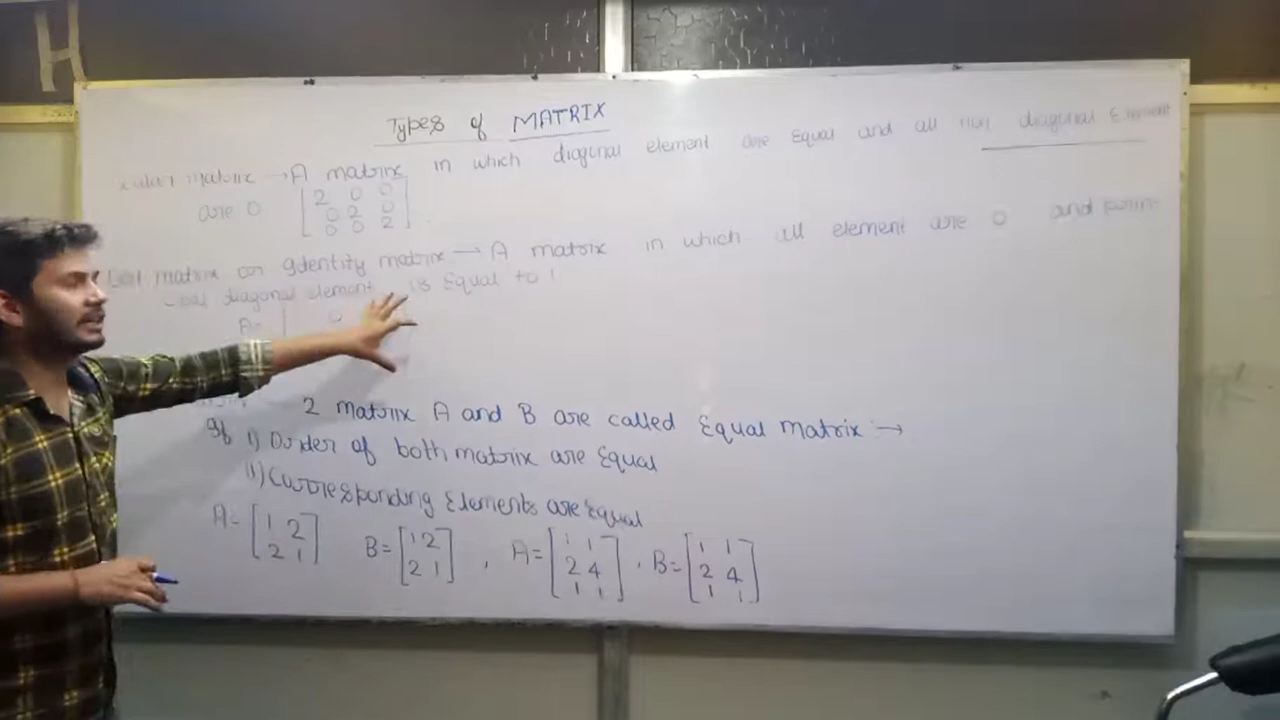 H
Types of MATRIX
matrix → A matrix in which diagonal element are Equal and all diagonal Element
are 0 [2 0 0
0 2 0
0 0 2]
matrix or Identity matrix — A matrix in which all element are 0 and prin-
diagonal element is Equal to 1
A=
2 matrix A and B are called Equal matrix :→
If i) Order of both matrix are Equal
ii) Corresponding Elements are Equal
A= [1 2 B= [1 2 , A= [1 1 , B= [1 1
2 1] 2 1] 2 4 2 4
1 1] 1 1]